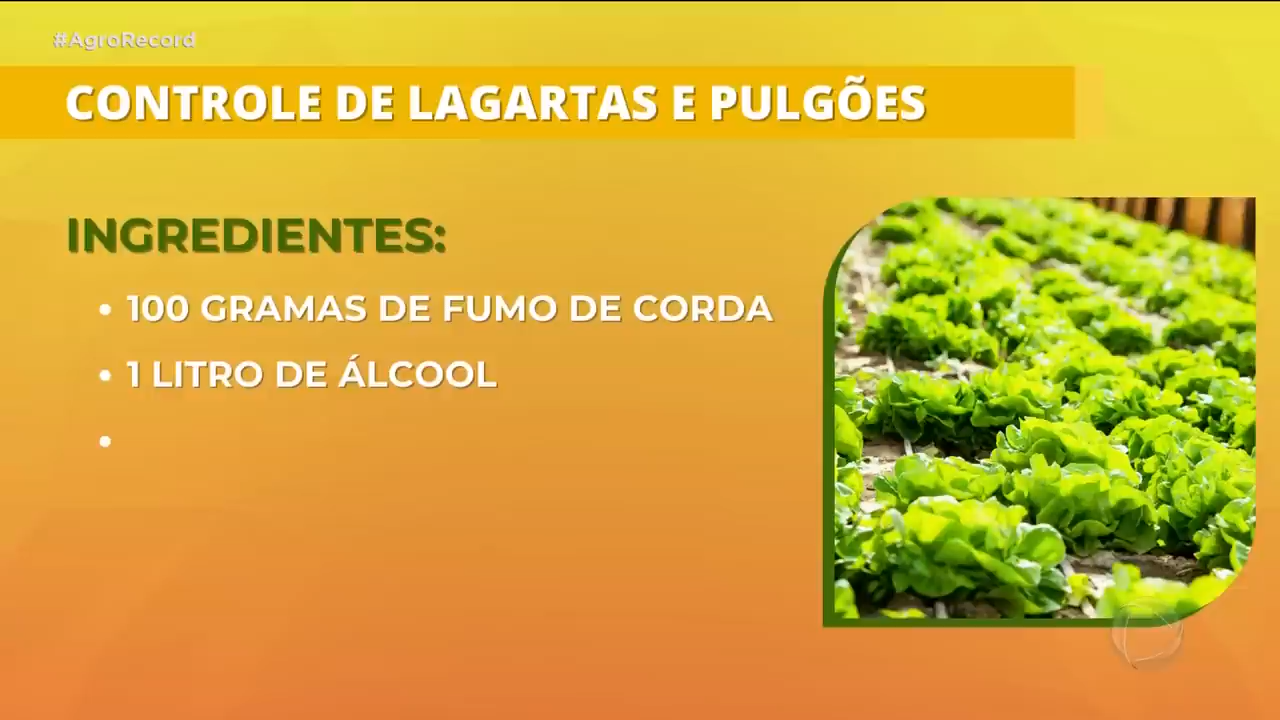 #AgroRecord
CONTROLE DE LAGARTAS E PULGÕES
INGREDIENTES:
• 100 GRAMAS DE FUMO DE CORDA
• 1 LITRO DE ÁLCOOL
•